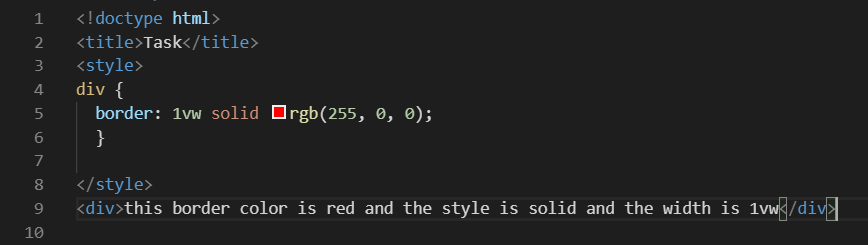 1 <!doctype html>
2 <title>Task</title>
3 <style>
4 div {
5   border: 1vw solid rgb(255, 0, 0);
6   }
7
8 </style>
9 <div>this border color is red and the style is solid and the width is 1vw</div>
10